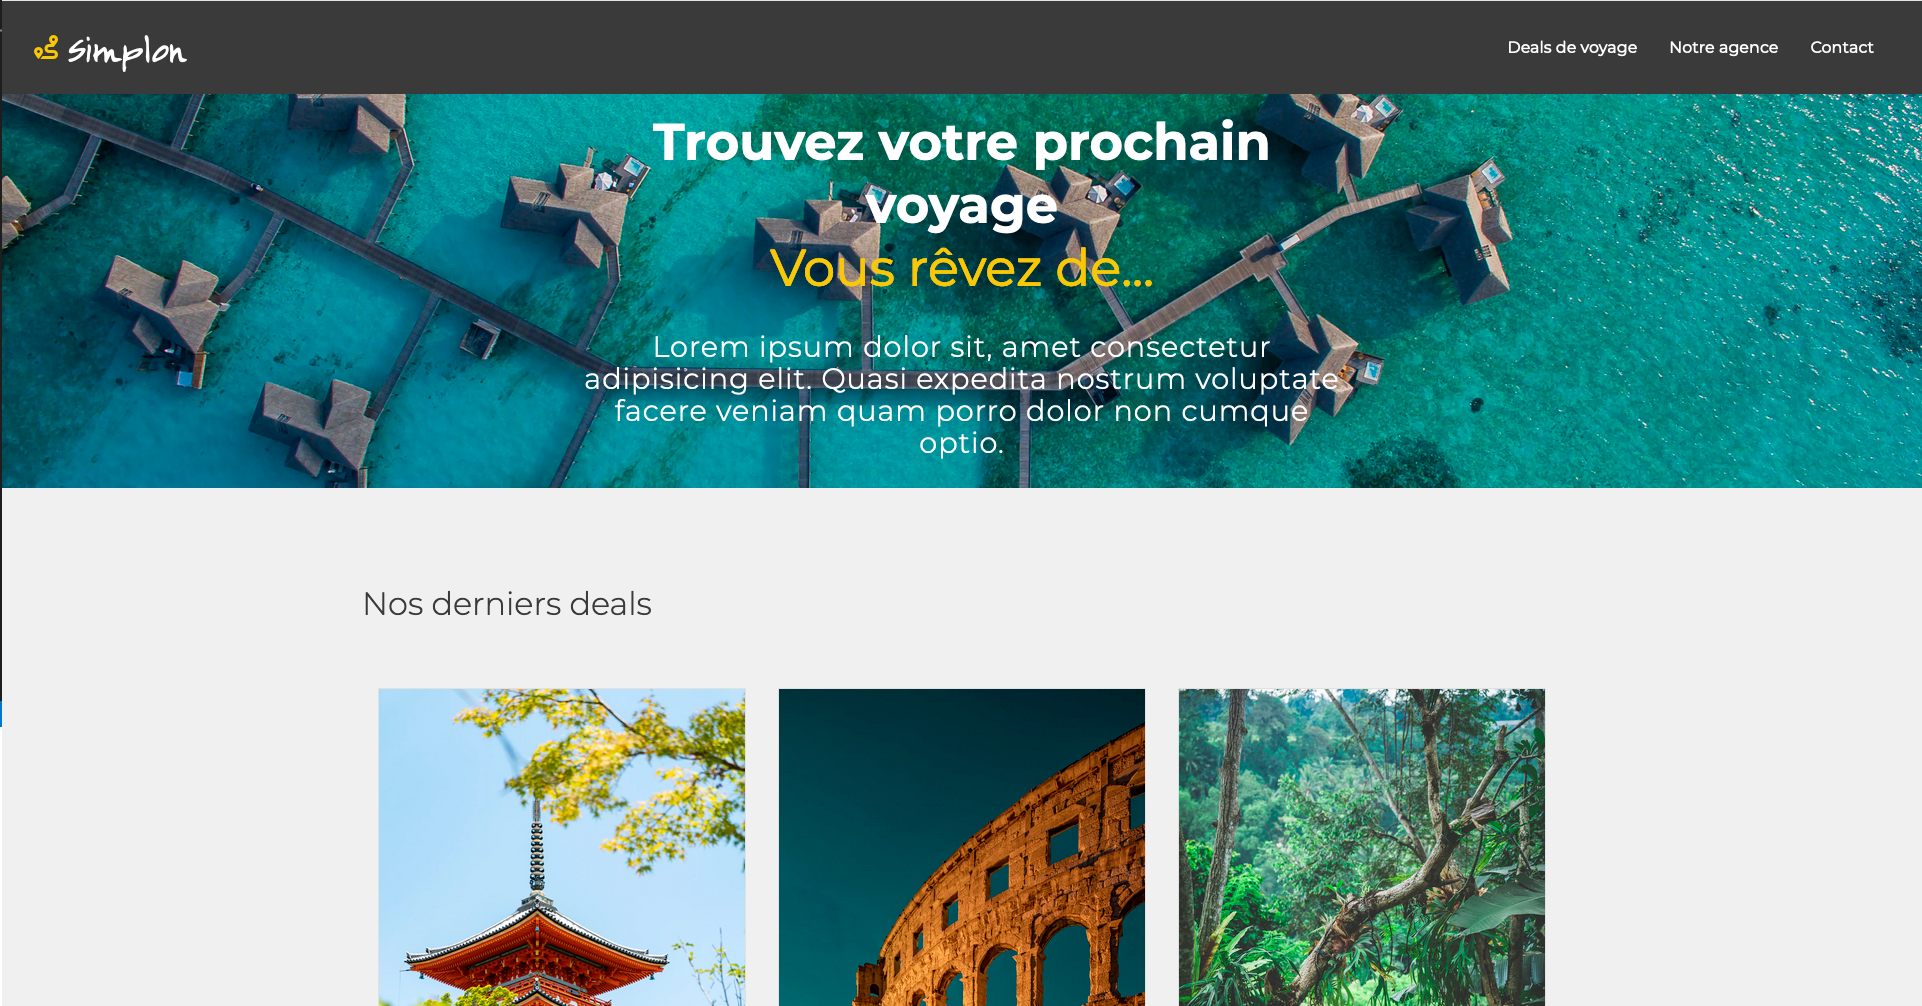 simplon
Deals de voyage
Notre agence
Contact
Trouvez votre prochain
voyage
Vous rêvez de...
Lorem ipsum dolor sit, amet consectetur
adipisicing elit. Quasi expedita nostrum voluptate
facere veniam quam porro dolor non cumque
optio.
Nos derniers deals